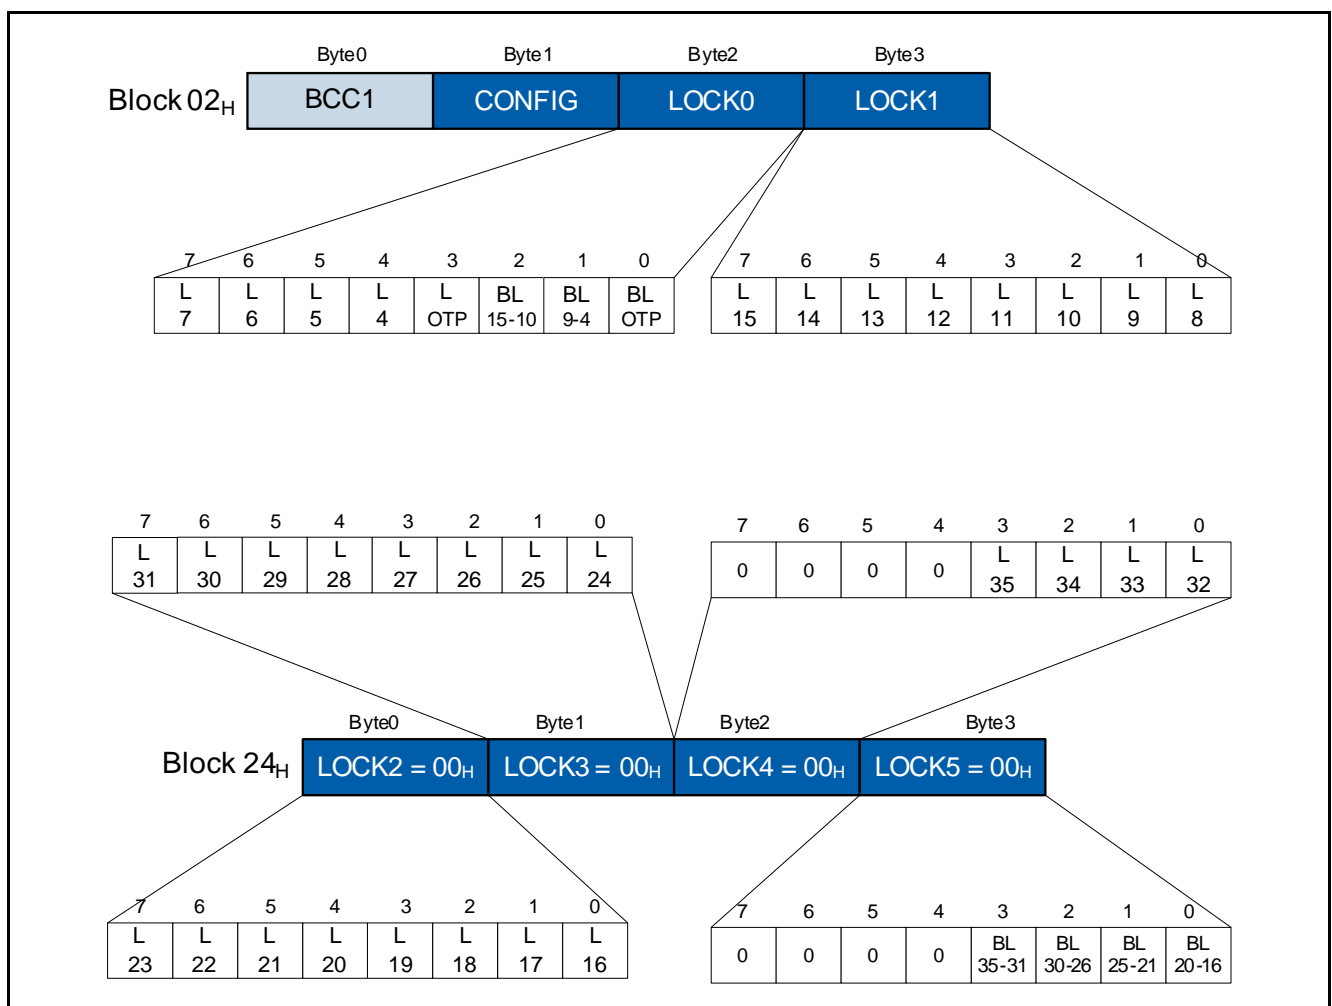 Byte0 Byte1 Byte2 Byte3
Block 02H BCC1 CONFIG LOCK0 LOCK1
7 6 5 4 3 2 1 0 7 6 5 4 3 2 1 0
L L L L L BL BL BL L L L L L L L L
7 6 5 4 OTP 15-10 9-4 OTP 15 14 13 12 11 10 9 8
7 6 5 4 3 2 1 0 7 6 5 4 3 2 1 0
L L L L L L L L 0 0 0 0 L L L L
31 30 29 28 27 26 25 24 35 34 33 32
Byte0 Byte1 Byte2 Byte3
Block 24H LOCK2 = 00H LOCK3 = 00H LOCK4 = 00H LOCK5 = 00H
7 6 5 4 3 2 1 0 7 6 5 4 3 2 1 0
L L L L L L L L 0 0 0 0 BL BL BL BL
23 22 21 20 19 18 17 16 35-31 30-26 25-21 20-16